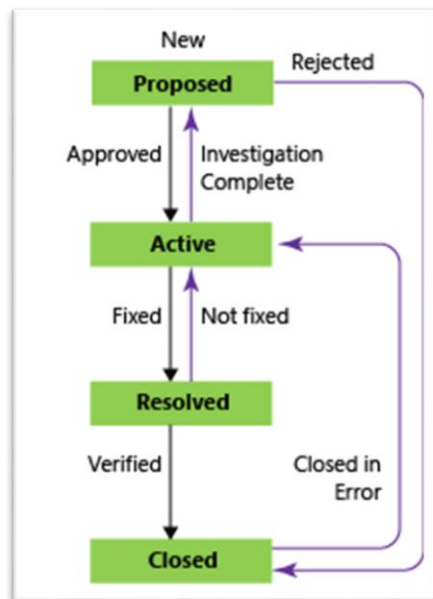 New
Proposed
Rejected
Approved
Investigation
Complete
Active
Fixed
Not fixed
Resolved
Verified
Closed in
Error
Closed